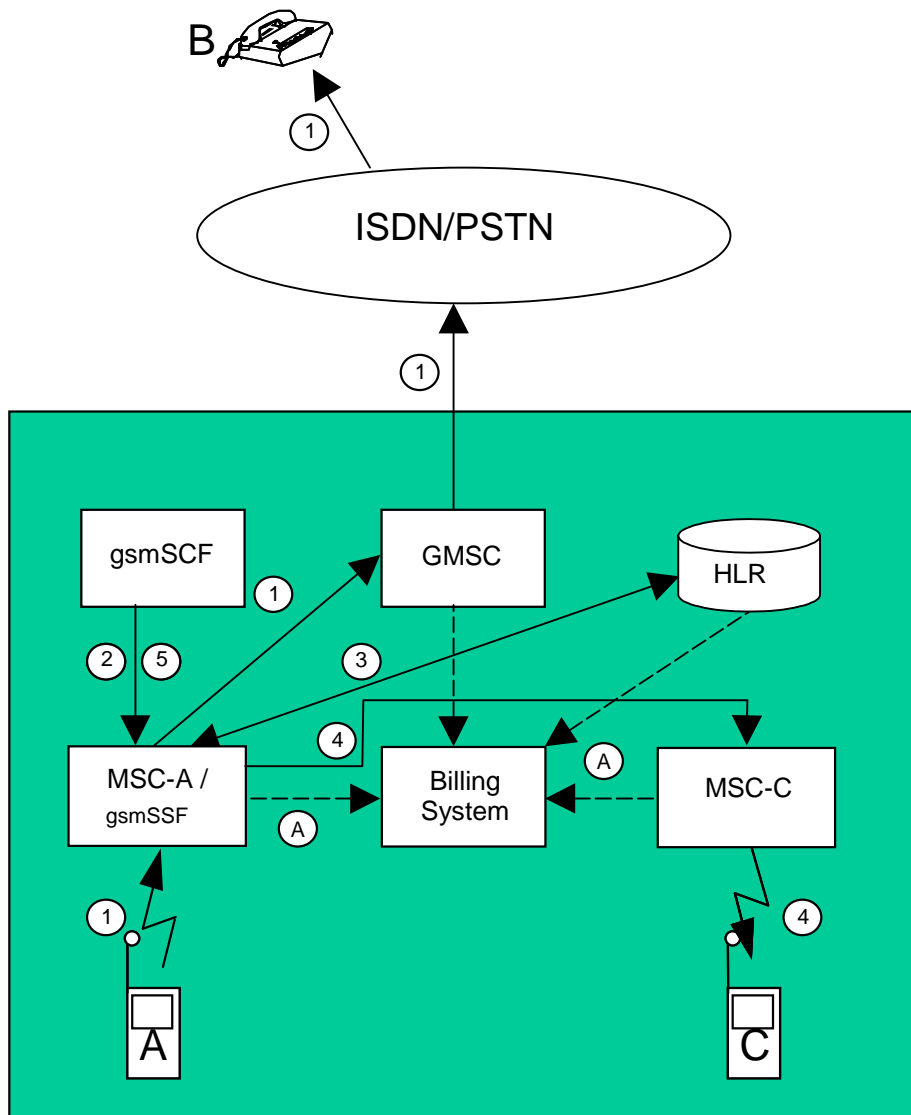 B
1
ISDN/PSTN
1
gsmSCF
GMSC
HLR
1
2
5
3
4
MSC-A /
gsmSSF
Billing
System
MSC-C
A
A
1
4
A
C